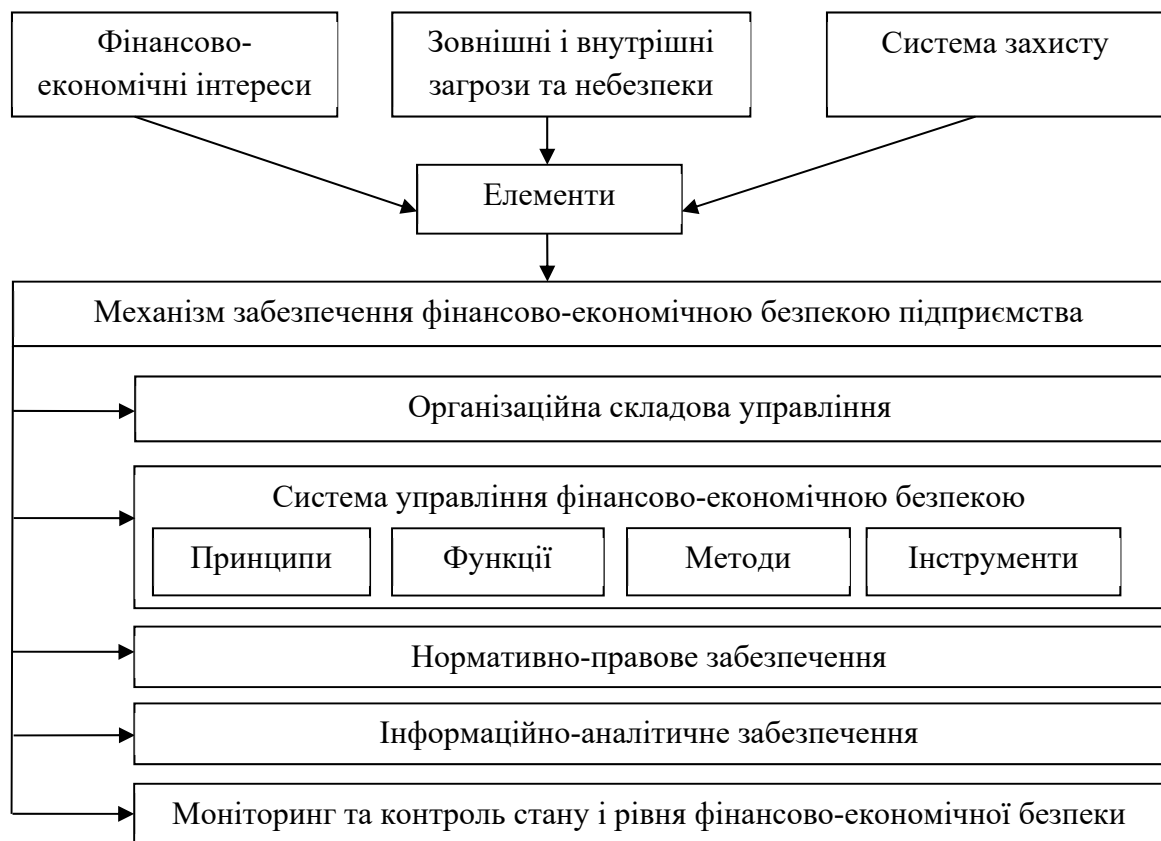 Фінансово-
економічні інтереси
Зовнішні і внутрішні
загрози та небезпеки
Система захисту
Елементи
Механізм забезпечення фінансово-економічною безпекою підприємства
Організаційна складова управління
Система управління фінансово-економічною безпекою
Принципи
Функції
Методи
Інструменти
Нормативно-правове забезпечення
Інформаційно-аналітичне забезпечення
Моніторинг та контроль стану і рівня фінансово-економічної безпеки